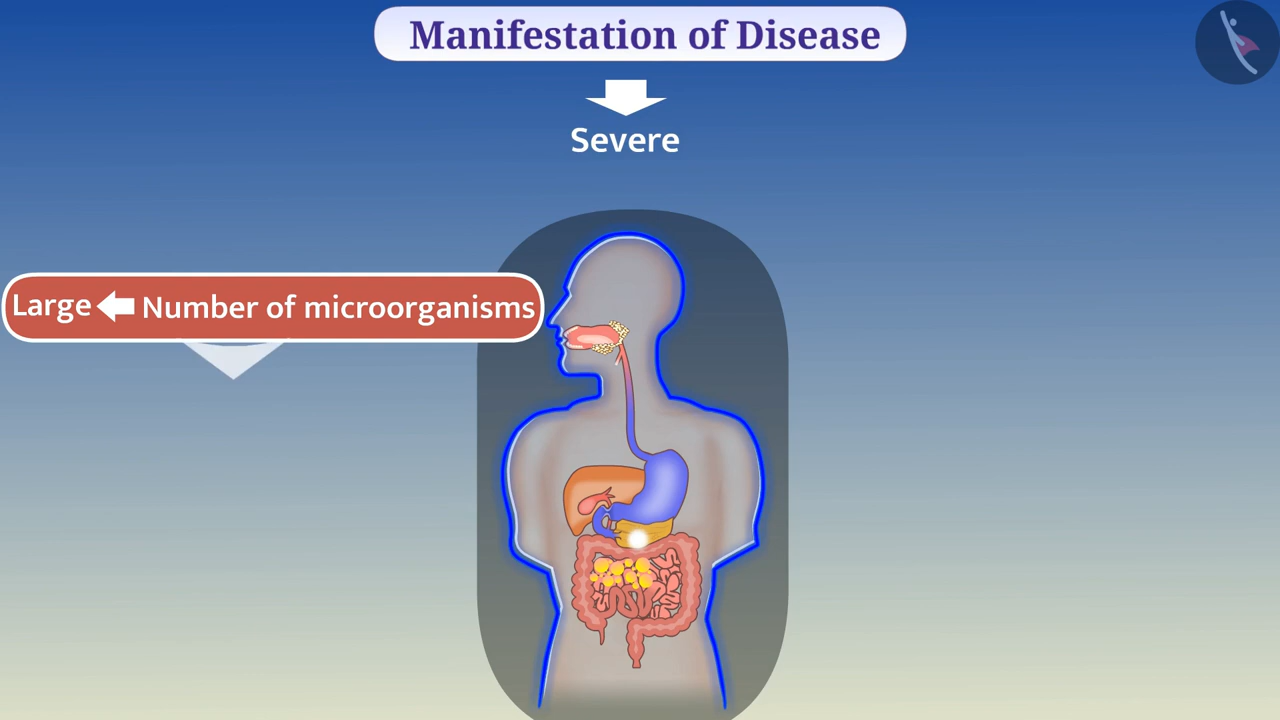 Manifestation of Disease
Severe
Large Number of microorganisms